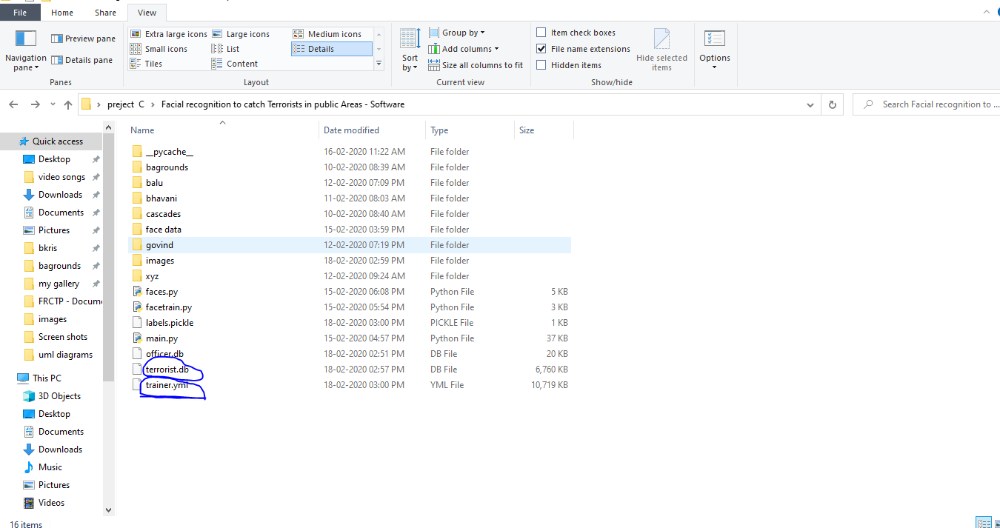 File Home Share View
Navigation pane
Preview pane
Details pane
Panes
Extra large icons Large icons Medium icons
Small icons List Details
Tiles Content
Layout
Sort by
Group by
Add columns
Size all columns to fit
Current view
Item check boxes
File name extensions
Hidden items
Hide selected items
Show/hide
Options
preject C > Facial recognition to catch Terrorists in public Areas - Software
Search Facial recognition to ...
Quick access
Desktop
video songs
Downloads
Documents
Pictures
bkris
bagrounds
my gallery
FRCTP - Docume
images
Screen shots
uml diagrams
This PC
3D Objects
Desktop
Documents
Downloads
Music
Pictures
Videos
Name Date modified Type Size
__pycache__ 16-02-2020 11:22 AM File folder
bagrounds 10-02-2020 08:39 AM File folder
balu 12-02-2020 07:09 PM File folder
bhavani 11-02-2020 08:03 AM File folder
cascades 10-02-2020 08:40 AM File folder
face data 15-02-2020 03:59 PM File folder
govind 12-02-2020 07:19 PM File folder
images 18-02-2020 02:59 PM File folder
xyz 12-02-2020 09:24 AM File folder
faces.py 15-02-2020 06:08 PM Python File 5 KB
facetrain.py 15-02-2020 05:54 PM Python File 3 KB
labels.pickle 18-02-2020 03:00 PM PICKLE File 1 KB
main.py 15-02-2020 04:57 PM Python File 37 KB
officer.db 18-02-2020 02:51 PM DB File 20 KB
terrorist.db 18-02-2020 02:57 PM DB File 6,760 KB
trainer.yml 18-02-2020 03:00 PM YML File 10,719 KB
16 items